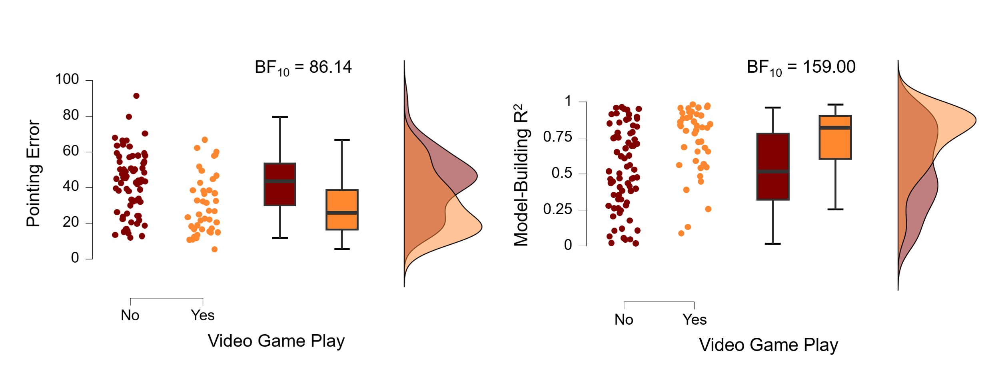 BF10 = 86.14
Pointing Error
100
80
60
40
20
0
No
Yes
Video Game Play
BF10 = 159.00
Model-Building R²
1
0.75
0.5
0.25
0
No
Yes
Video Game Play